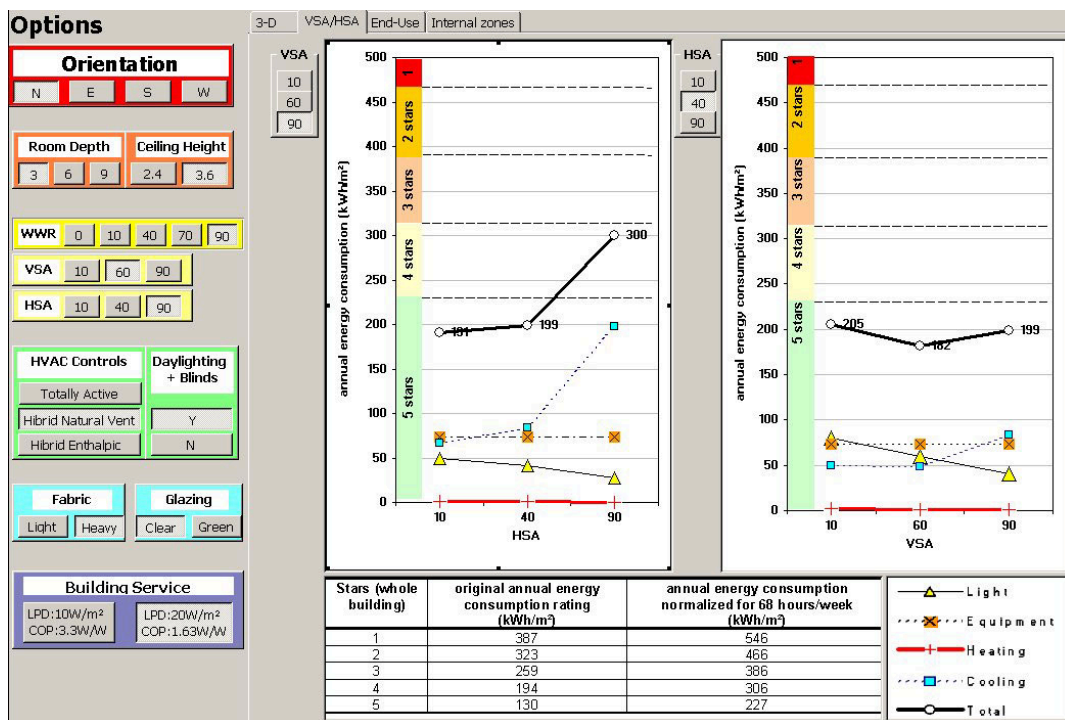 Options
3-D VSA/HSA End-Use Internal zones
Orientation
N E S W
Room Depth Ceiling Height
3 6 9 2.4 3.6
WWR 0 10 40 70 90
VSA 10 60 90
HSA 10 40 90
HVAC Controls Daylighting + Blinds
Totally Active
Hibrid Natural Vent Y
Hibrid Enthalpic N
Fabric Glazing
Light Heavy Clear Green
Building Service
LPD:10W/m² LPD:20W/m²
COP:3.3W/W COP:1.63W/W
VSA
10
60
90
annual energy consumption (kWh/m²)
500
450
400
350
300
250
200
150
100
50
0
1
2 stars
3 stars
4 stars
5 stars
191 199 300
10 40 90
HSA
HSA
10
40
90
annual energy consumption (kWh/m²)
500
450
400
350
300
250
200
150
100
50
0
1
2 stars
3 stars
4 stars
5 stars
205 182 199
10 60 90
VSA
Stars (whole building) original annual energy consumption rating (kWh/m²) annual energy consumption normalized for 68 hours/week (kWh/m²)
1 387 546
2 323 466
3 259 386
4 194 306
5 130 227
Light
Equipment
Heating
Cooling
Total